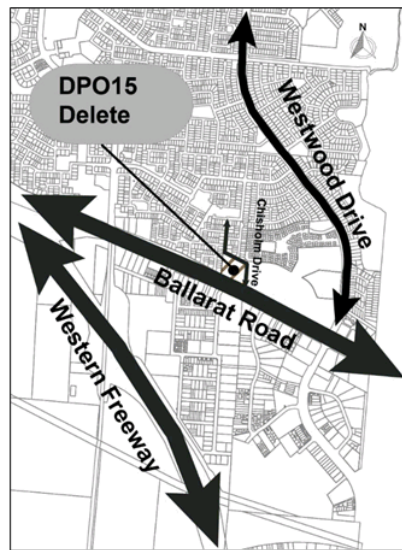 N
DPO15
Delete
Westwood Drive
Chisholm Drive
Ballarat Road
Western Freeway